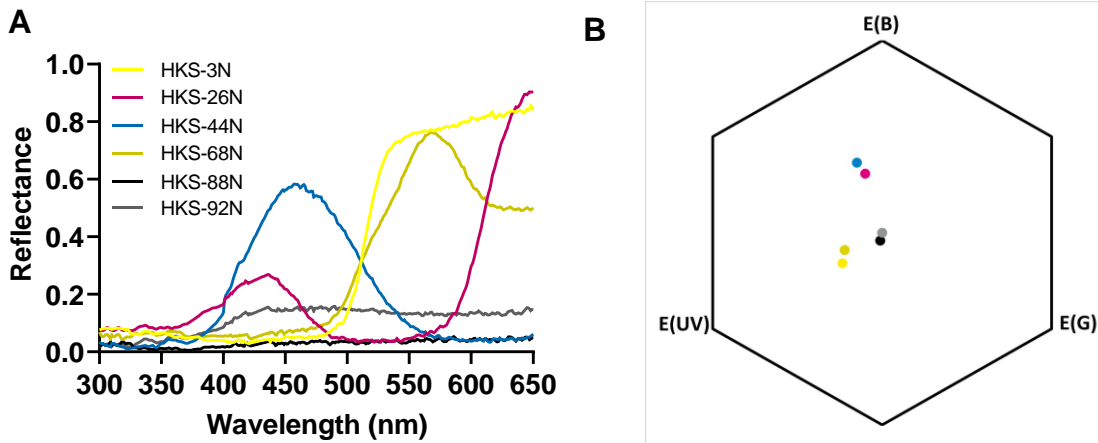 A
Reflectance
1.0
0.8
0.6
0.4
0.2
0.0
HKS-3N
HKS-26N
HKS-44N
HKS-68N
HKS-88N
HKS-92N
300 350 400 450 500 550 600 650
Wavelength (nm)
B
E(B)
E(UV)
E(G)